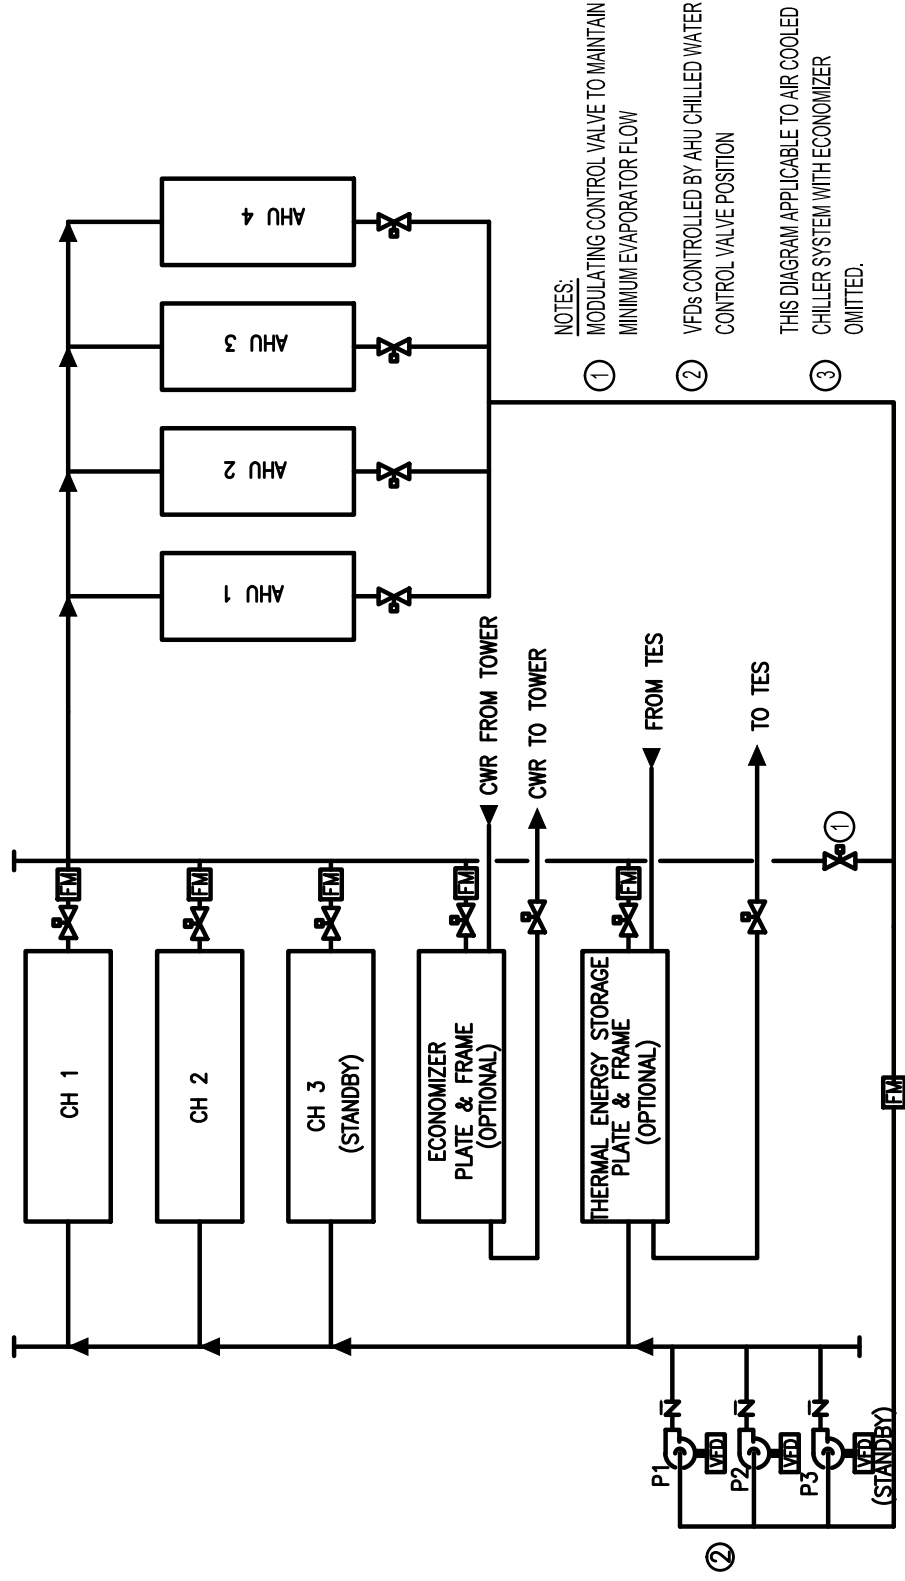 CH 1
FM
CH 2
FM
CH 3
(STANDBY)
FM
ECONOMIZER
PLATE & FRAME
(OPTIONAL)
FM
CWR FROM TOWER
CWR TO TOWER
THERMAL ENERGY STORAGE
PLATE & FRAME
(OPTIONAL)
FM
FROM TES
TO TES
1
AHU 1
AHU 2
AHU 3
AHU 4
P1
VFD
P2
VFD
P3
VFD
(STANDBY)
2
FM
NOTES:
1 MODULATING CONTROL VALVE TO MAINTAIN
MINIMUM EVAPORATOR FLOW
2 VFDs CONTROLLED BY AHU CHILLED WATER
CONTROL VALVE POSITION
3 THIS DIAGRAM APPLICABLE TO AIR COOLED
CHILLER SYSTEM WITH ECONOMIZER
OMITTED.